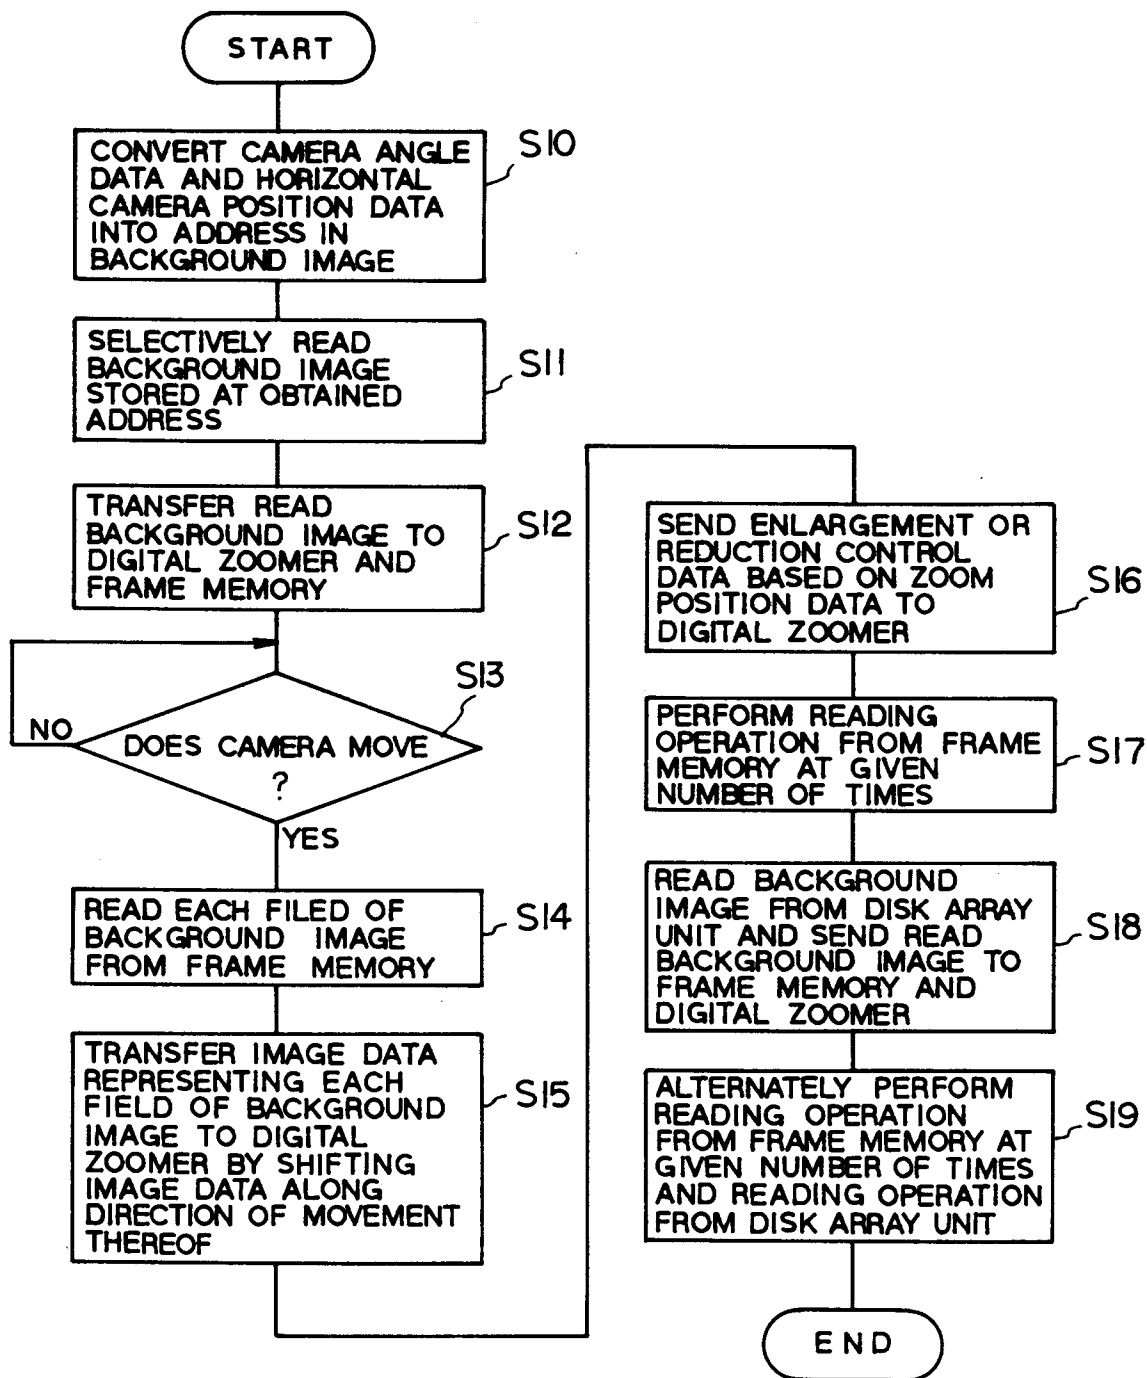 START
S10
CONVERT CAMERA ANGLE
DATA AND HORIZONTAL
CAMERA POSITION DATA
INTO ADDRESS IN
BACKGROUND IMAGE
S11
SELECTIVELY READ
BACKGROUND IMAGE
STORED AT OBTAINED
ADDRESS
S12
TRANSFER READ
BACKGROUND IMAGE TO
DIGITAL ZOOMER AND
FRAME MEMORY
S13
NO
DOES CAMERA MOVE
?
YES
S14
READ EACH FILED OF
BACKGROUND IMAGE
FROM FRAME MEMORY
S15
TRANSFER IMAGE DATA
REPRESENTING EACH
FIELD OF BACKGROUND
IMAGE TO DIGITAL
ZOOMER BY SHIFTING
IMAGE DATA ALONG
DIRECTION OF MOVEMENT
THEREOF
S16
SEND ENLARGEMENT OR
REDUCTION CONTROL
DATA BASED ON ZOOM
POSITION DATA TO
DIGITAL ZOOMER
S17
PERFORM READING
OPERATION FROM FRAME
MEMORY AT GIVEN
NUMBER OF TIMES
S18
READ BACKGROUND
IMAGE FROM DISK ARRAY
UNIT AND SEND READ
BACKGROUND IMAGE TO
FRAME MEMORY AND
DIGITAL ZOOMER
S19
ALTERNATELY PERFORM
READING OPERATION
FROM FRAME MEMORY AT
GIVEN NUMBER OF TIMES
AND READING OPERATION
FROM DISK ARRAY UNIT
END